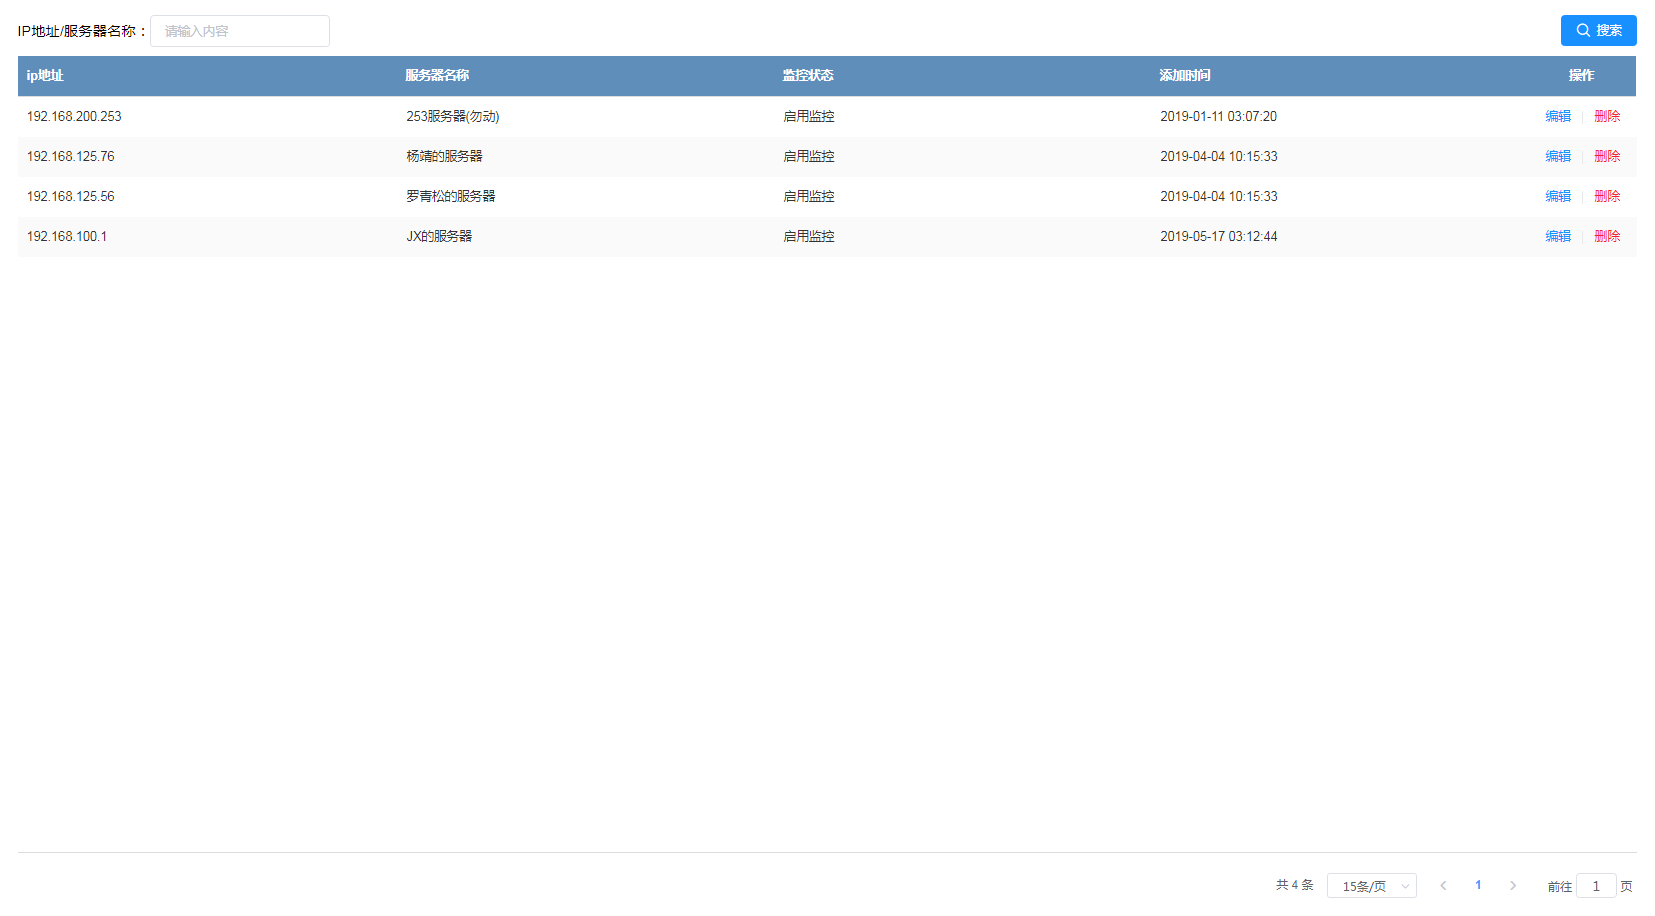 IP地址/服务器名称： 请输入内容 搜索
ip地址 服务器名称 监控状态 添加时间 操作
192.168.200.253 253服务器(勿动) 启用监控 2019-01-11 03:07:20 编辑 删除
192.168.125.76 杨靖的服务器 启用监控 2019-04-04 10:15:33 编辑 删除
192.168.125.56 罗青松的服务器 启用监控 2019-04-04 10:15:33 编辑 删除
192.168.100.1 JX的服务器 启用监控 2019-05-17 03:12:44 编辑 删除
共 4 条 15条/页 1 前往 1 页